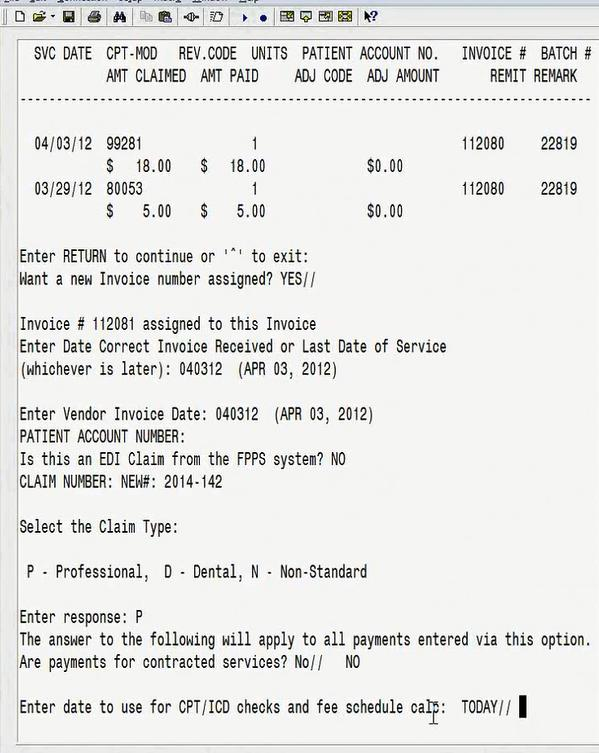 SVC DATE CPT-MOD REV.CODE UNITS PATIENT ACCOUNT NO. INVOICE # BATCH #
AMT CLAIMED AMT PAID ADJ CODE ADJ AMOUNT REMIT REMARK
--------------------------------------------------------------------------------
04/03/12 99281 1 112080 22819
$ 18.00 $ 18.00 $0.00
03/29/12 80053 1 112080 22819
$ 5.00 $ 5.00 $0.00
Enter RETURN to continue or '^' to exit:
Want a new Invoice number assigned? YES//
Invoice # 112081 assigned to this Invoice
Enter Date Correct Invoice Received or Last Date of Service
(whichever is later): 040312 (APR 03, 2012)
Enter Vendor Invoice Date: 040312 (APR 03, 2012)
PATIENT ACCOUNT NUMBER:
Is this an EDI Claim from the FPPS system? NO
CLAIM NUMBER: NEW#: 2014-142
Select the Claim Type:
P - Professional, D - Dental, N - Non-Standard
Enter response: P
The answer to the following will apply to all payments entered via this option.
Are payments for contracted services? No// NO
Enter date to use for CPT/ICD checks and fee schedule calc: TODAY//